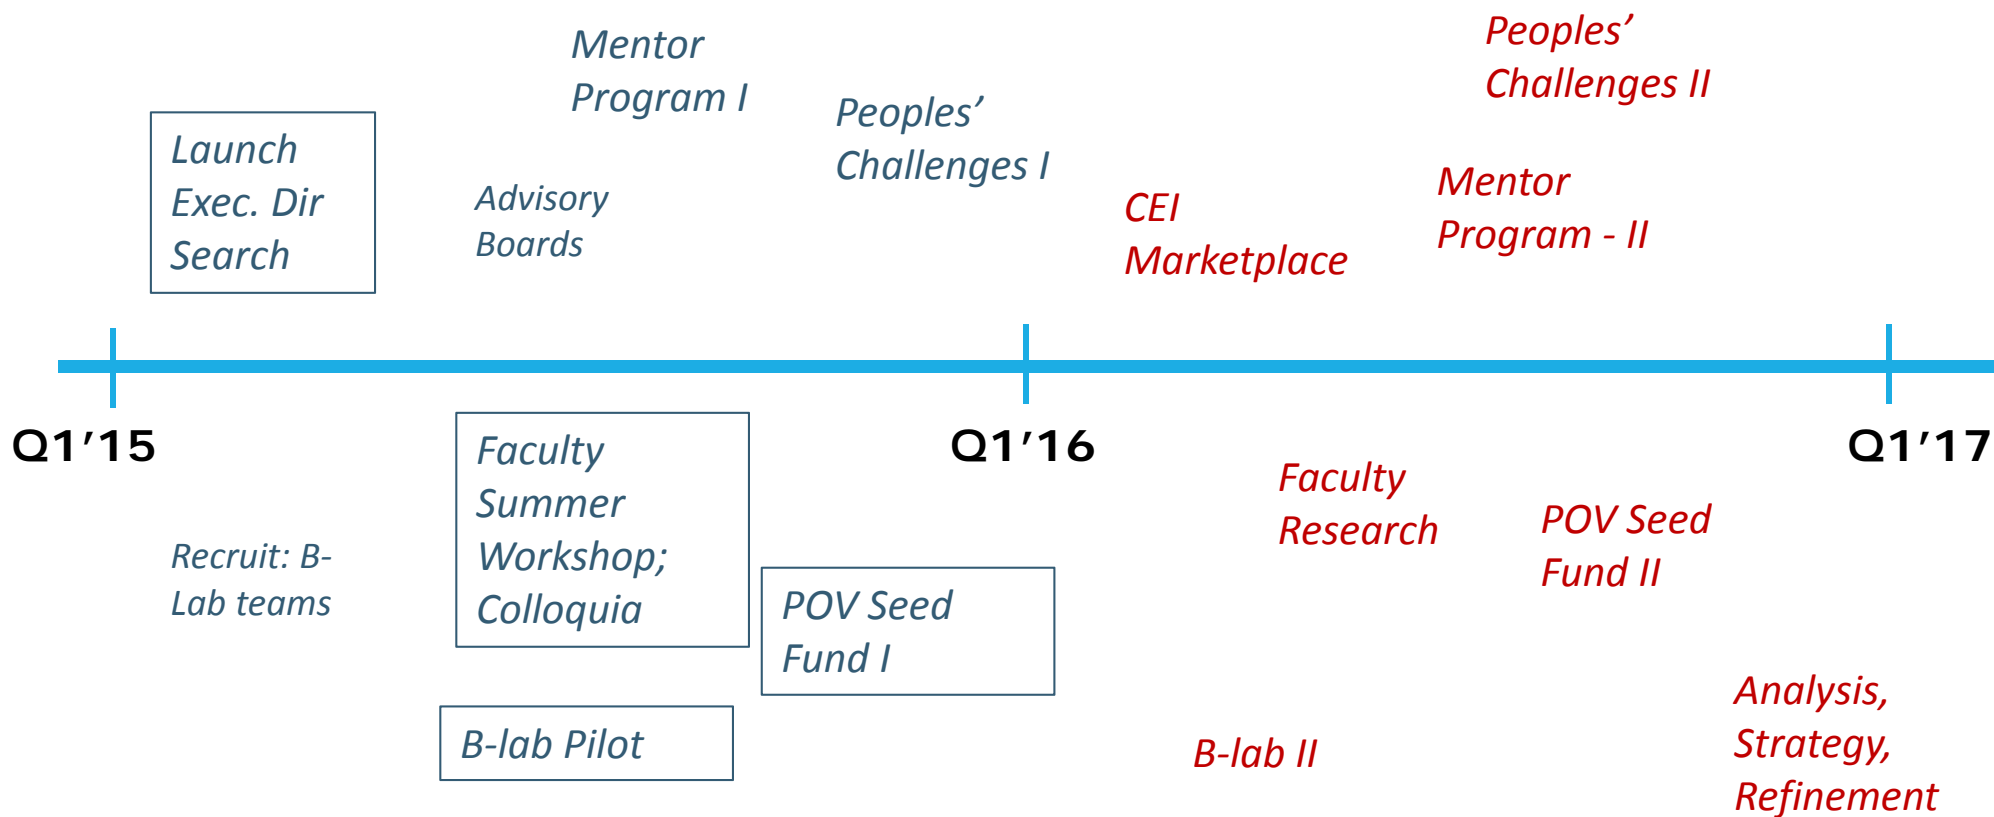 Mentor
Program I
Peoples’
Challenges II
Launch
Exec. Dir
Search
Peoples’
Challenges I
Advisory
Boards
CEI
Marketplace
Mentor
Program - II
Q1’15
Q1’16
Q1’17
Faculty
Summer
Workshop;
Colloquia
Recruit: B-
Lab teams
POV Seed
Fund I
Faculty
Research
POV Seed
Fund II
B-lab Pilot
B-lab II
Analysis,
Strategy,
Refinement